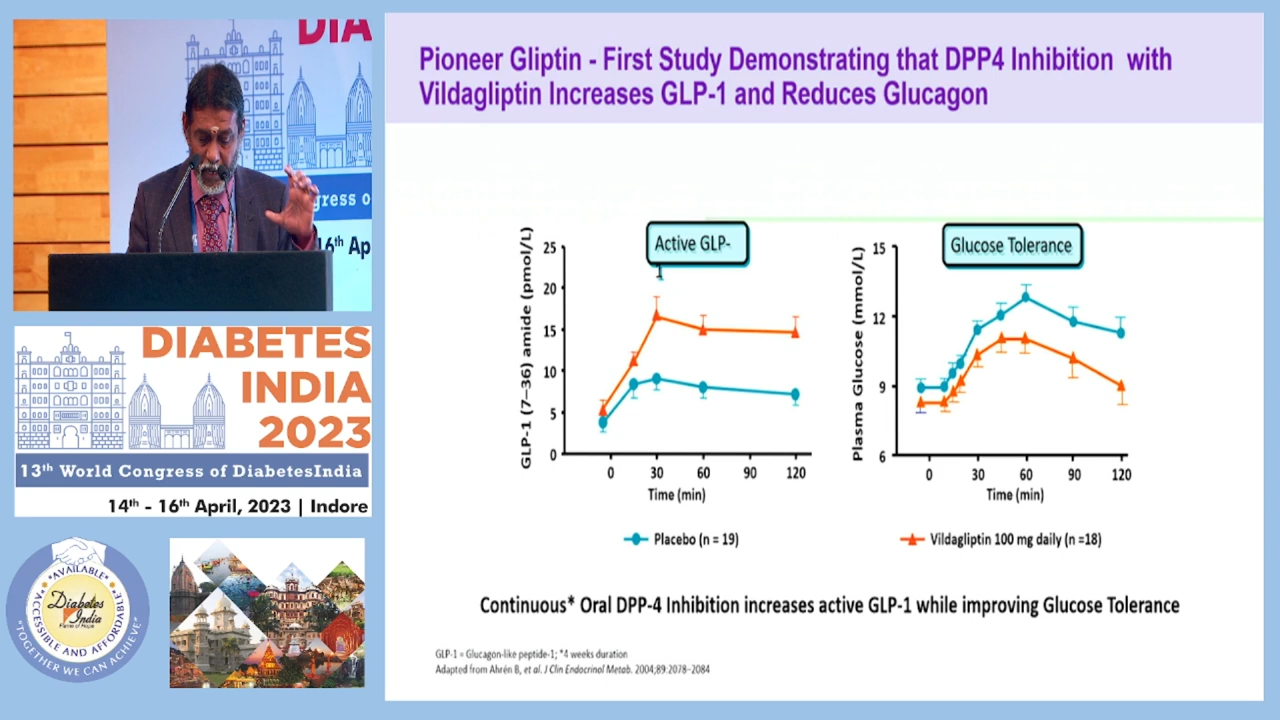 DIA
gress o
16th Ap
DIABETES
INDIA
2023
13th World Congress of DiabetesIndia
14th - 16th April, 2023 | Indore
*AVAILABLE*
*ACCESSIBLE AND AFFORDABLE*
Diabetes
India
"TOGETHER WE CAN ACHIEVE"
Pioneer Gliptin - First Study Demonstrating that DPP4 Inhibition with
Vildagliptin Increases GLP-1 and Reduces Glucagon
Active GLP-
1
GLP-1 (7–36) amide (pmol/L)
25
20
15
10
5
0
0 30 60 90 120
Time (min)
Glucose Tolerance
Plasma Glucose (mmol/L)
15
12
9
6
0 30 60 90 120
Time (min)
Placebo (n = 19)
Vildagliptin 100 mg daily (n =18)
Continuous* Oral DPP-4 Inhibition increases active GLP-1 while improving Glucose Tolerance
GLP-1 = Glucagon-like peptide-1; *4 weeks duration
Adapted from Ahrén B, et al. J Clin Endocrinol Metab. 2004;89:2078–2084